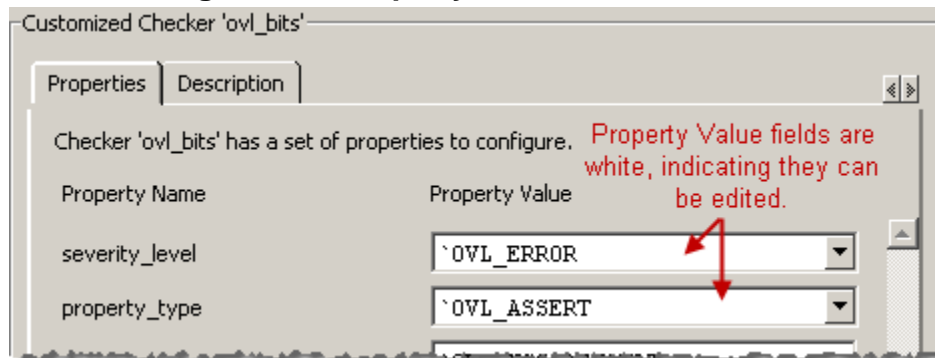 Customized Checker 'ovl_bits'
Properties
Description
Checker 'ovl_bits' has a set of properties to configure.
Property Value fields are
white, indicating they can
be edited.
Property Name
Property Value
severity_level
`OVL_ERROR
property_type
`OVL_ASSERT